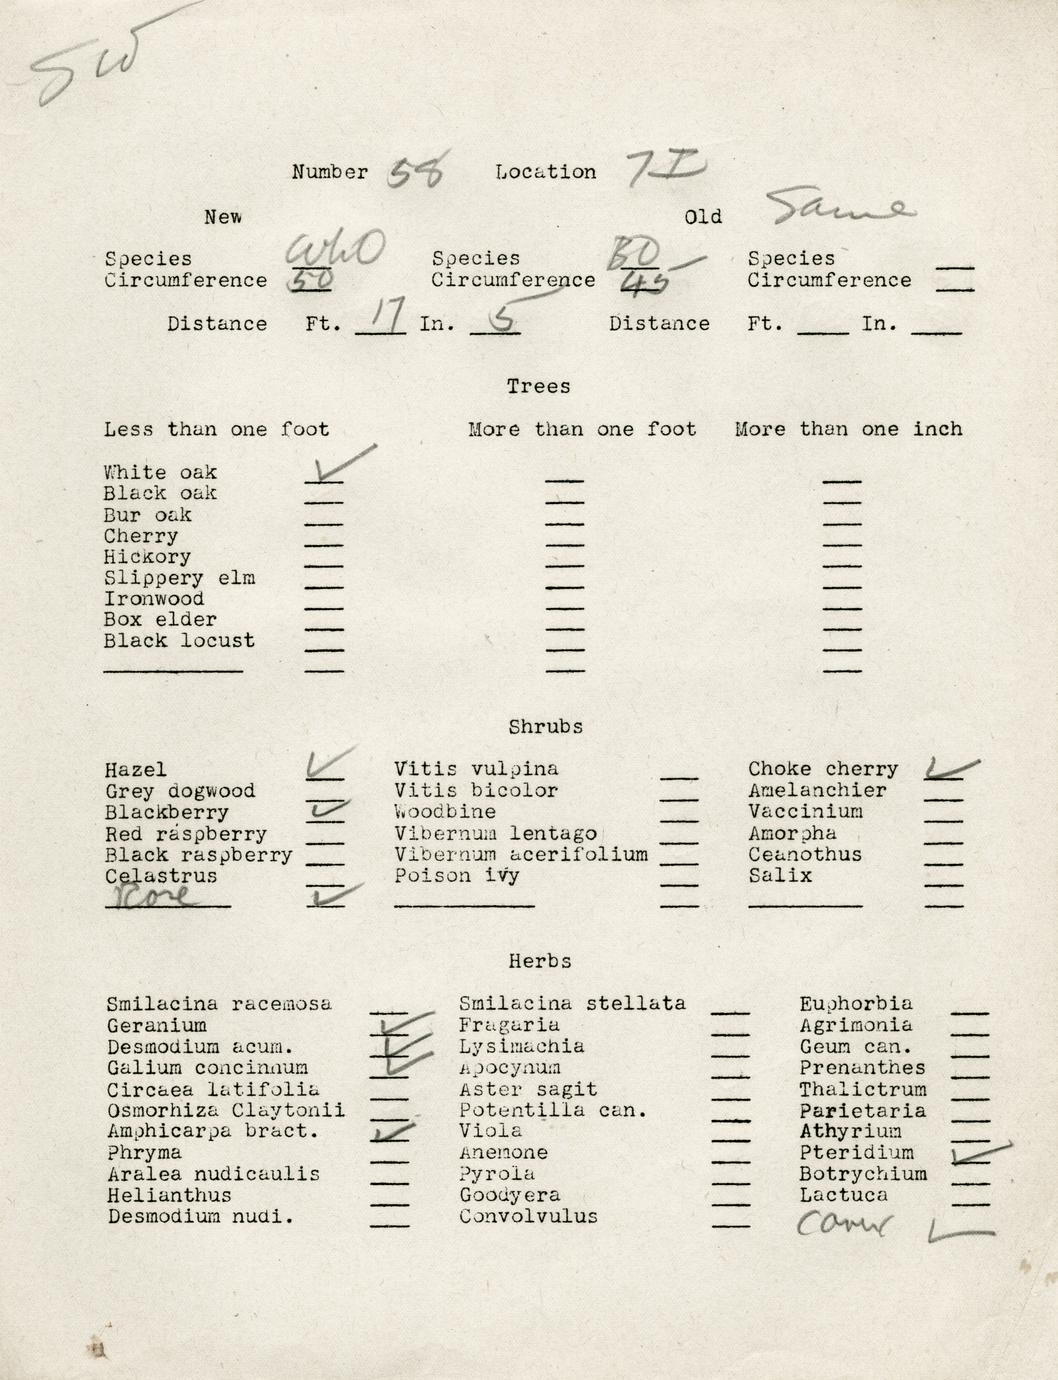 SW
Number 58 Location 7I
New Old Same
Species WhO Species BO Species
Circumference 50 Circumference 45 Circumference
Distance Ft. 17 In. 5 Distance Ft. In.
Trees
Less than one foot More than one foot More than one inch
White oak ✓
Black oak
Bur oak
Cherry
Hickory
Slippery elm
Ironwood
Box elder
Black locust
Shrubs
Hazel ✓ Vitis vulpina Choke cherry ✓
Grey dogwood Vitis bicolor Amelanchier
Blackberry ✓ Woodbine Vaccinium
Red raspberry Vibernum lentago Amorpha
Black raspberry Vibernum acerifolium Ceanothus
Celastrus Poison ivy Salix
Rose ✓
Herbs
Smilacina racemosa Smilacina stellata Euphorbia
Geranium ✓ Fragaria Agrimonia
Desmodium acum. ✓ Lysimachia Geum can.
Galium concinnum ✓ Apocynum Prenanthes
Circaea latifolia Aster sagit Thalictrum
Osmorhiza Claytonii Potentilla can. Parietaria
Amphicarpa bract. ✓ Viola Athyrium
Phryma Anemone Pteridium ✓
Aralea nudicaulis Pyrola Botrychium
Helianthus Goodyera Lactuca
Desmodium nudi. Convolvulus Carex ✓